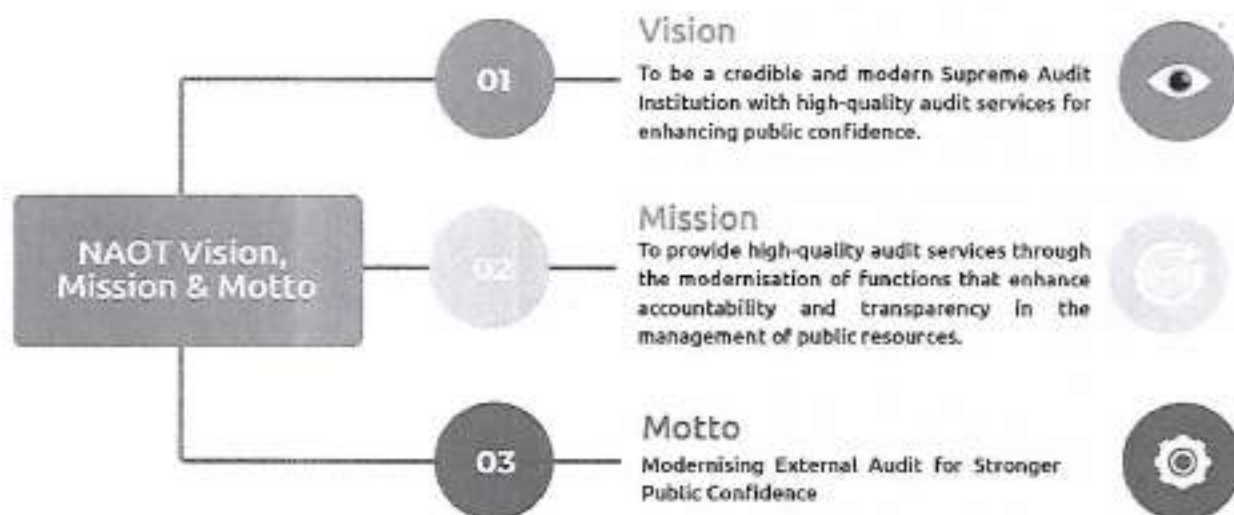 Vision
01
To be a credible and modern Supreme Audit
Institution with high-quality audit services for
enhancing public confidence.
NAOT Vision,
Mission & Motto
Mission
02
To provide high-quality audit services through
the modernisation of functions that enhance
accountability and transparency in the
management of public resources.
Motto
03
Modernising External Audit for Stronger
Public Confidence